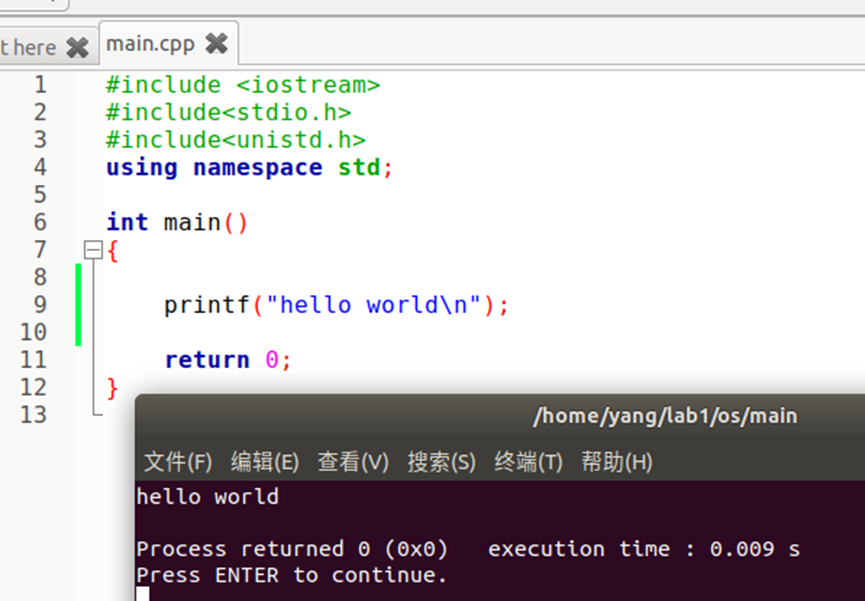 t here main.cpp
1 #include <iostream>
2 #include<stdio.h>
3 #include<unistd.h>
4 using namespace std;
5
6 int main()
7 {
8
9 printf("hello world\n");
10
11 return 0;
12 }
13
/home/yang/lab1/os/main
文件(F) 编辑(E) 查看(V) 搜索(S) 终端(T) 帮助(H)
hello world
Process returned 0 (0x0) execution time : 0.009 s
Press ENTER to continue.